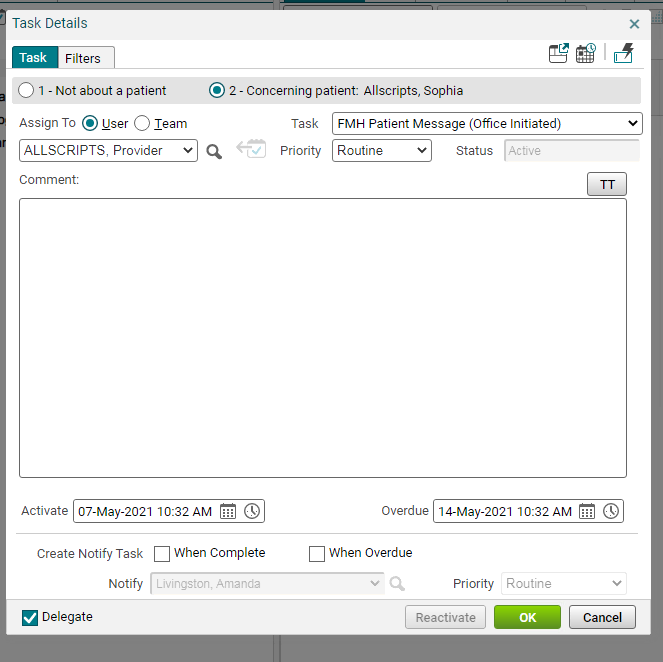 Task Details
Task Filters
1 - Not about a patient 2 - Concerning patient: Allscripts, Sophia
Assign To User Team Task FMH Patient Message (Office Initiated)
ALLSCRIPTS, Provider Priority Routine Status Active
Comment: TT
Activate 07-May-2021 10:32 AM Overdue 14-May-2021 10:32 AM
Create Notify Task When Complete When Overdue
Notify Livingston, Amanda Priority Routine
Delegate Reactivate OK Cancel